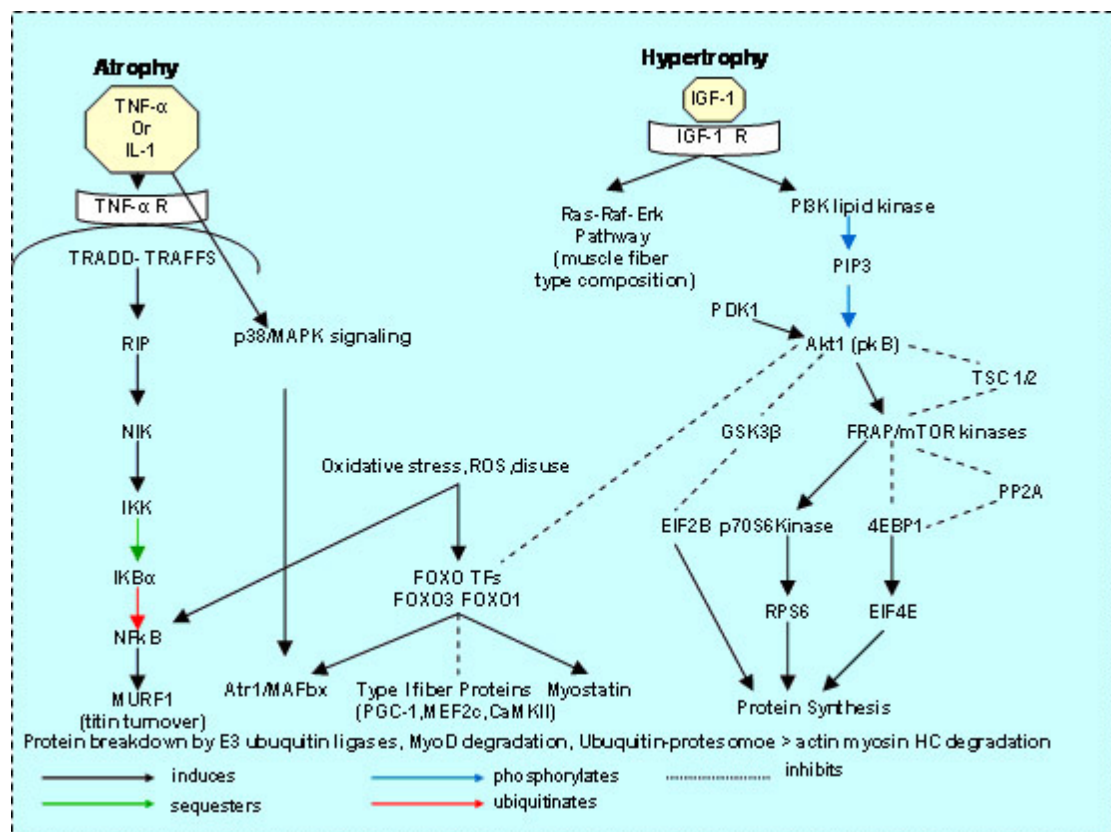 Atrophy
TNF-α
Or
IL-1
TNF-α R
TRADD- TRAFFS
RIP
p38/MAPK signaling
NIK
IKK
IKBα
NFkB
MURF1
(titin turnover)
Oxidative stress,ROS,disuse
FOXO TFs
FOXO3 FOXO1
Atr1/MAFbx
Type I fiber Proteins
(PGC-1,MEF2c,CaMKII)
Myostatin
Hypertrophy
IGF-1
IGF-1 R
Ras-Raf-Erk
Pathway
(muscle fiber
type composition)
PI3K lipid kinase
PIP3
PDK1
Akt1 (pkB)
TSC1/2
GSK3β
FRAP/mTOR kinases
PP2A
EIF2B
p70S6Kinase
4EBP1
RPS6
EIF4E
Protein Synthesis
Protein breakdown by E3 ubuquitin ligases, MyoD degradation, Ubuquitin-protesomoe > actin myosin HC degradation
induces
phosphorylates
inhibits
sequesters
ubiquitinates